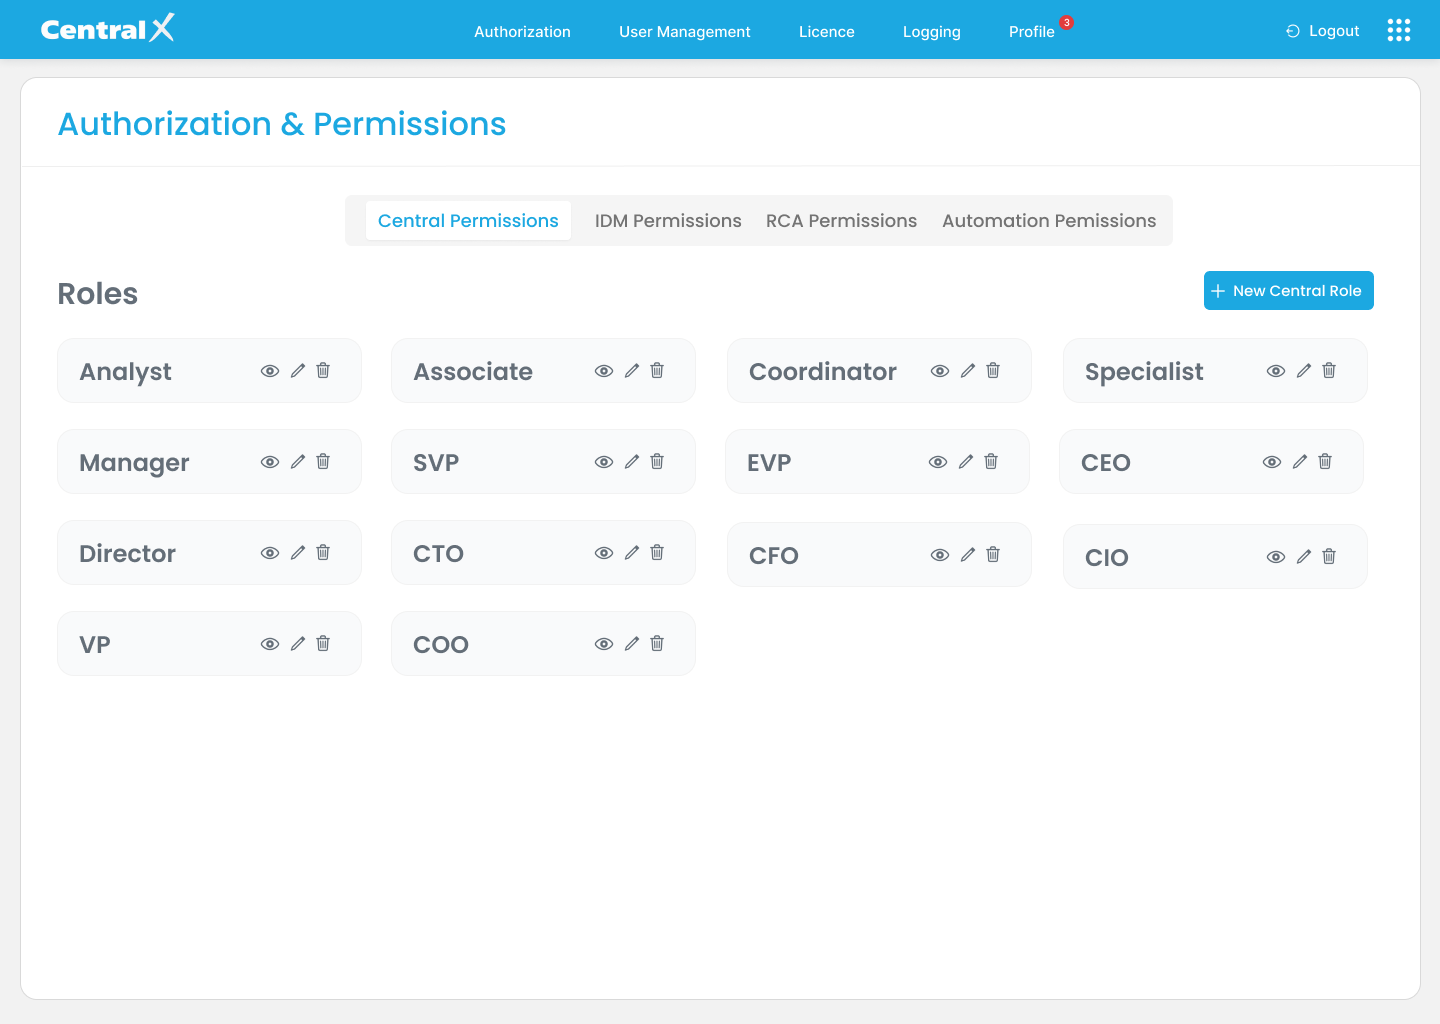 Central X
Authorization
User Management
Licence
Logging
Profile
3
Logout
Authorization & Permissions
Central Permissions
IDM Permissions
RCA Permissions
Automation Pemissions
Roles
New Central Role
Analyst
Associate
Coordinator
Specialist
Manager
SVP
EVP
CEO
Director
CTO
CFO
CIO
VP
COO